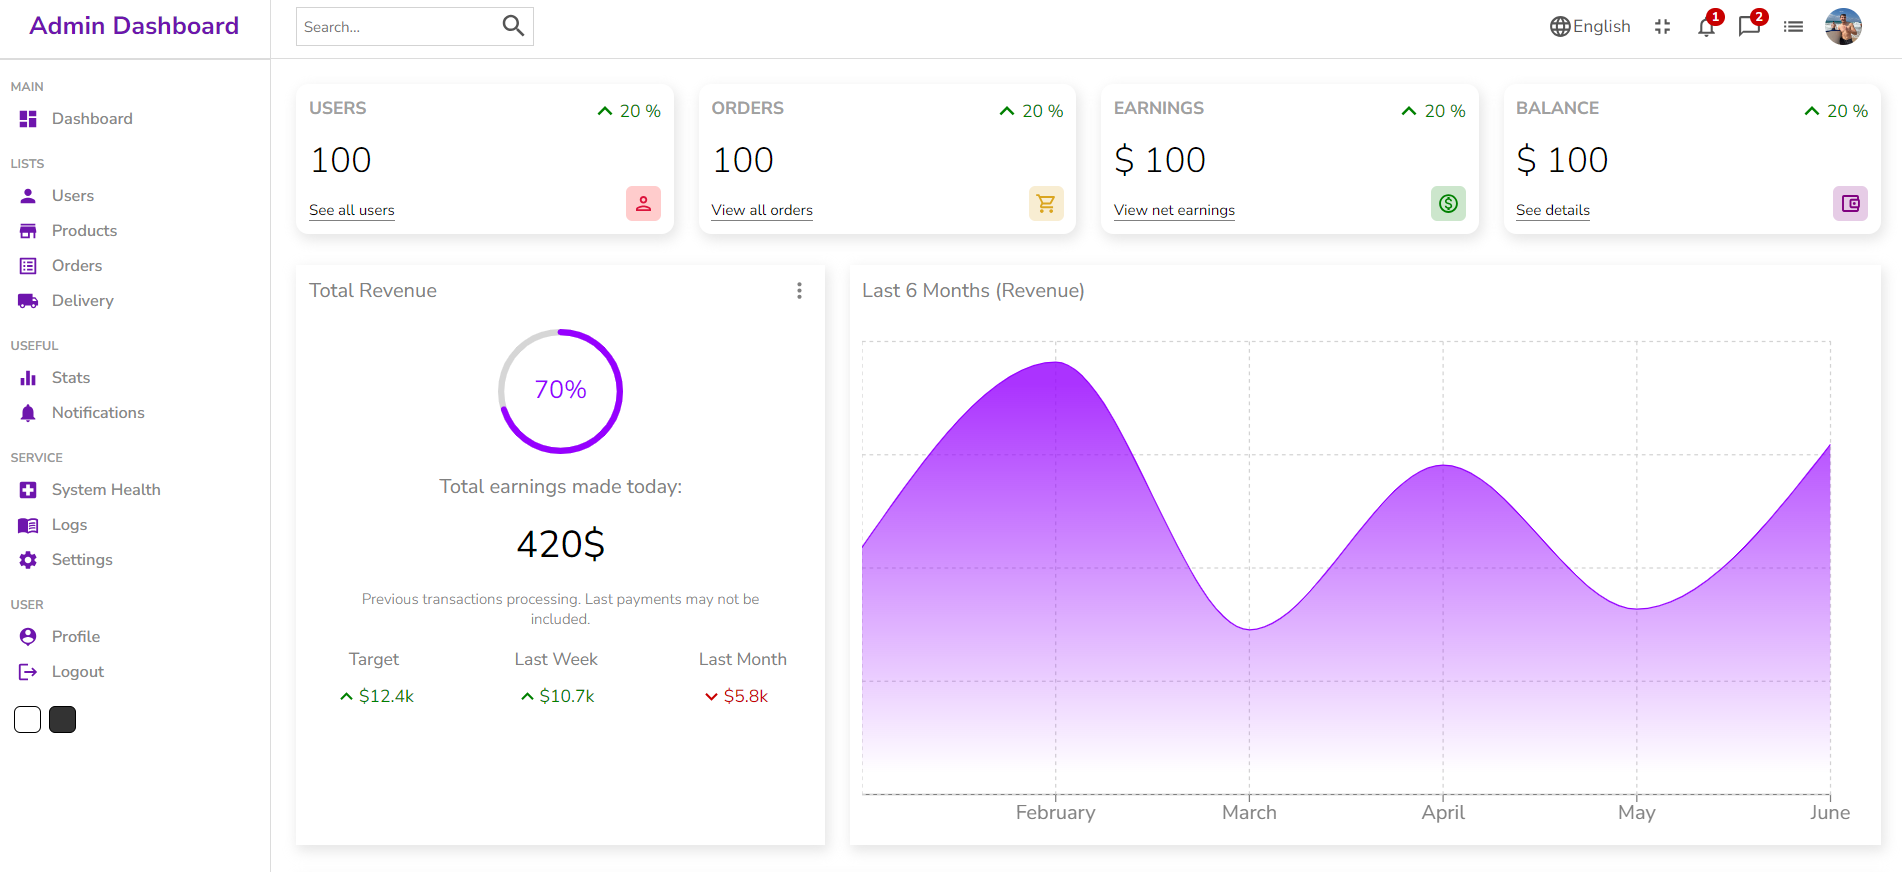 Admin Dashboard
Search...
English
1
2
MAIN
Dashboard
LISTS
Users
Products
Orders
Delivery
USEFUL
Stats
Notifications
SERVICE
System Health
Logs
Settings
USER
Profile
Logout
USERS
20 %
100
See all users
ORDERS
20 %
100
View all orders
EARNINGS
20 %
$ 100
View net earnings
BALANCE
20 %
$ 100
See details
Total Revenue
70%
Total earnings made today:
420$
Previous transactions processing. Last payments may not be
included.
Target
Last Week
Last Month
$12.4k
$10.7k
$5.8k
Last 6 Months (Revenue)
February
March
April
May
June